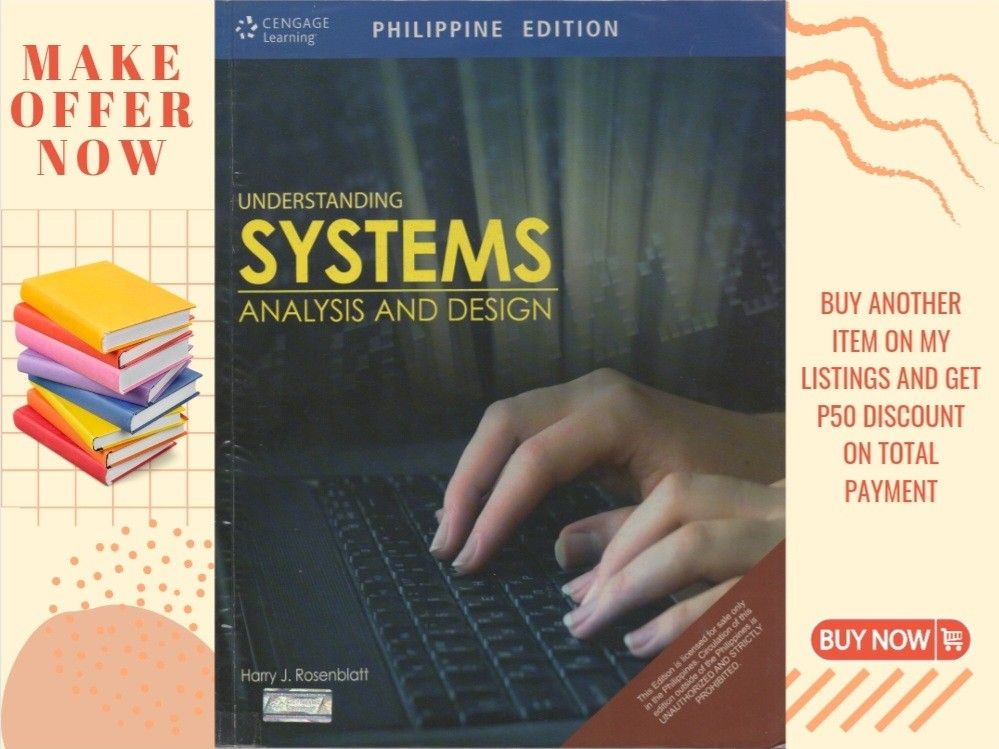 MAKE
OFFER
NOW
CENGAGE
Learning
PHILIPPINE EDITION
UNDERSTANDING
SYSTEMS
ANALYSIS AND DESIGN
Harry J. Rosenblatt
This Edition is licensed for sale only
in the Philippines. Circulation of this
edition outside of the Philippines is
UNAUTHORIZED AND STRICTLY
PROHIBITED.
BUY ANOTHER
ITEM ON MY
LISTINGS AND GET
P50 DISCOUNT
ON TOTAL
PAYMENT
BUY NOW